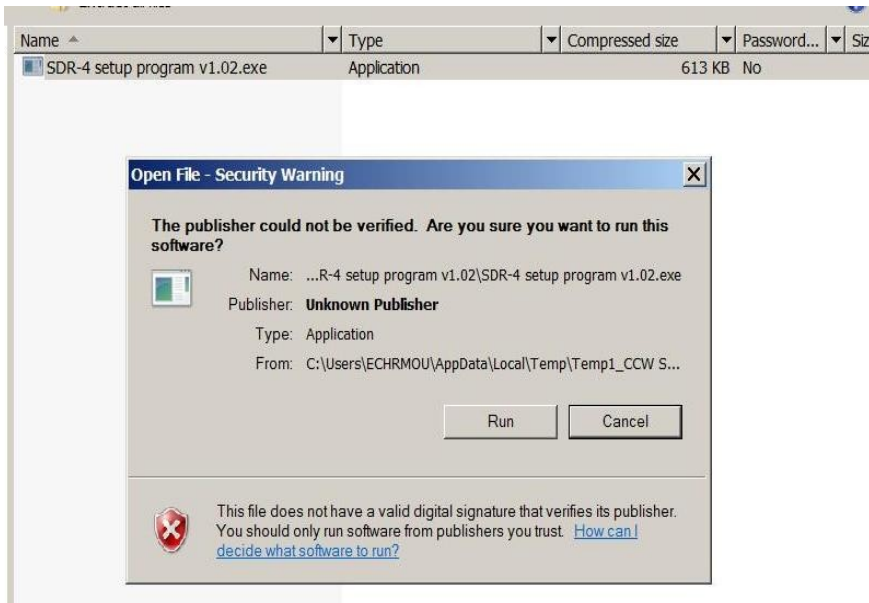 Name Type Compressed size Password... Siz
SDR-4 setup program v1.02.exe Application 613 KB No
Open File - Security Warning
The publisher could not be verified. Are you sure you want to run this
software?
Name: ...R-4 setup program v1.02\SDR-4 setup program v1.02.exe
Publisher: Unknown Publisher
Type: Application
From: C:\Users\ECHRMOU\AppData\Local\Temp\Temp1_CCW S...
Run Cancel
This file does not have a valid digital signature that verifies its publisher.
You should only run software from publishers you trust. How can I
decide what software to run?